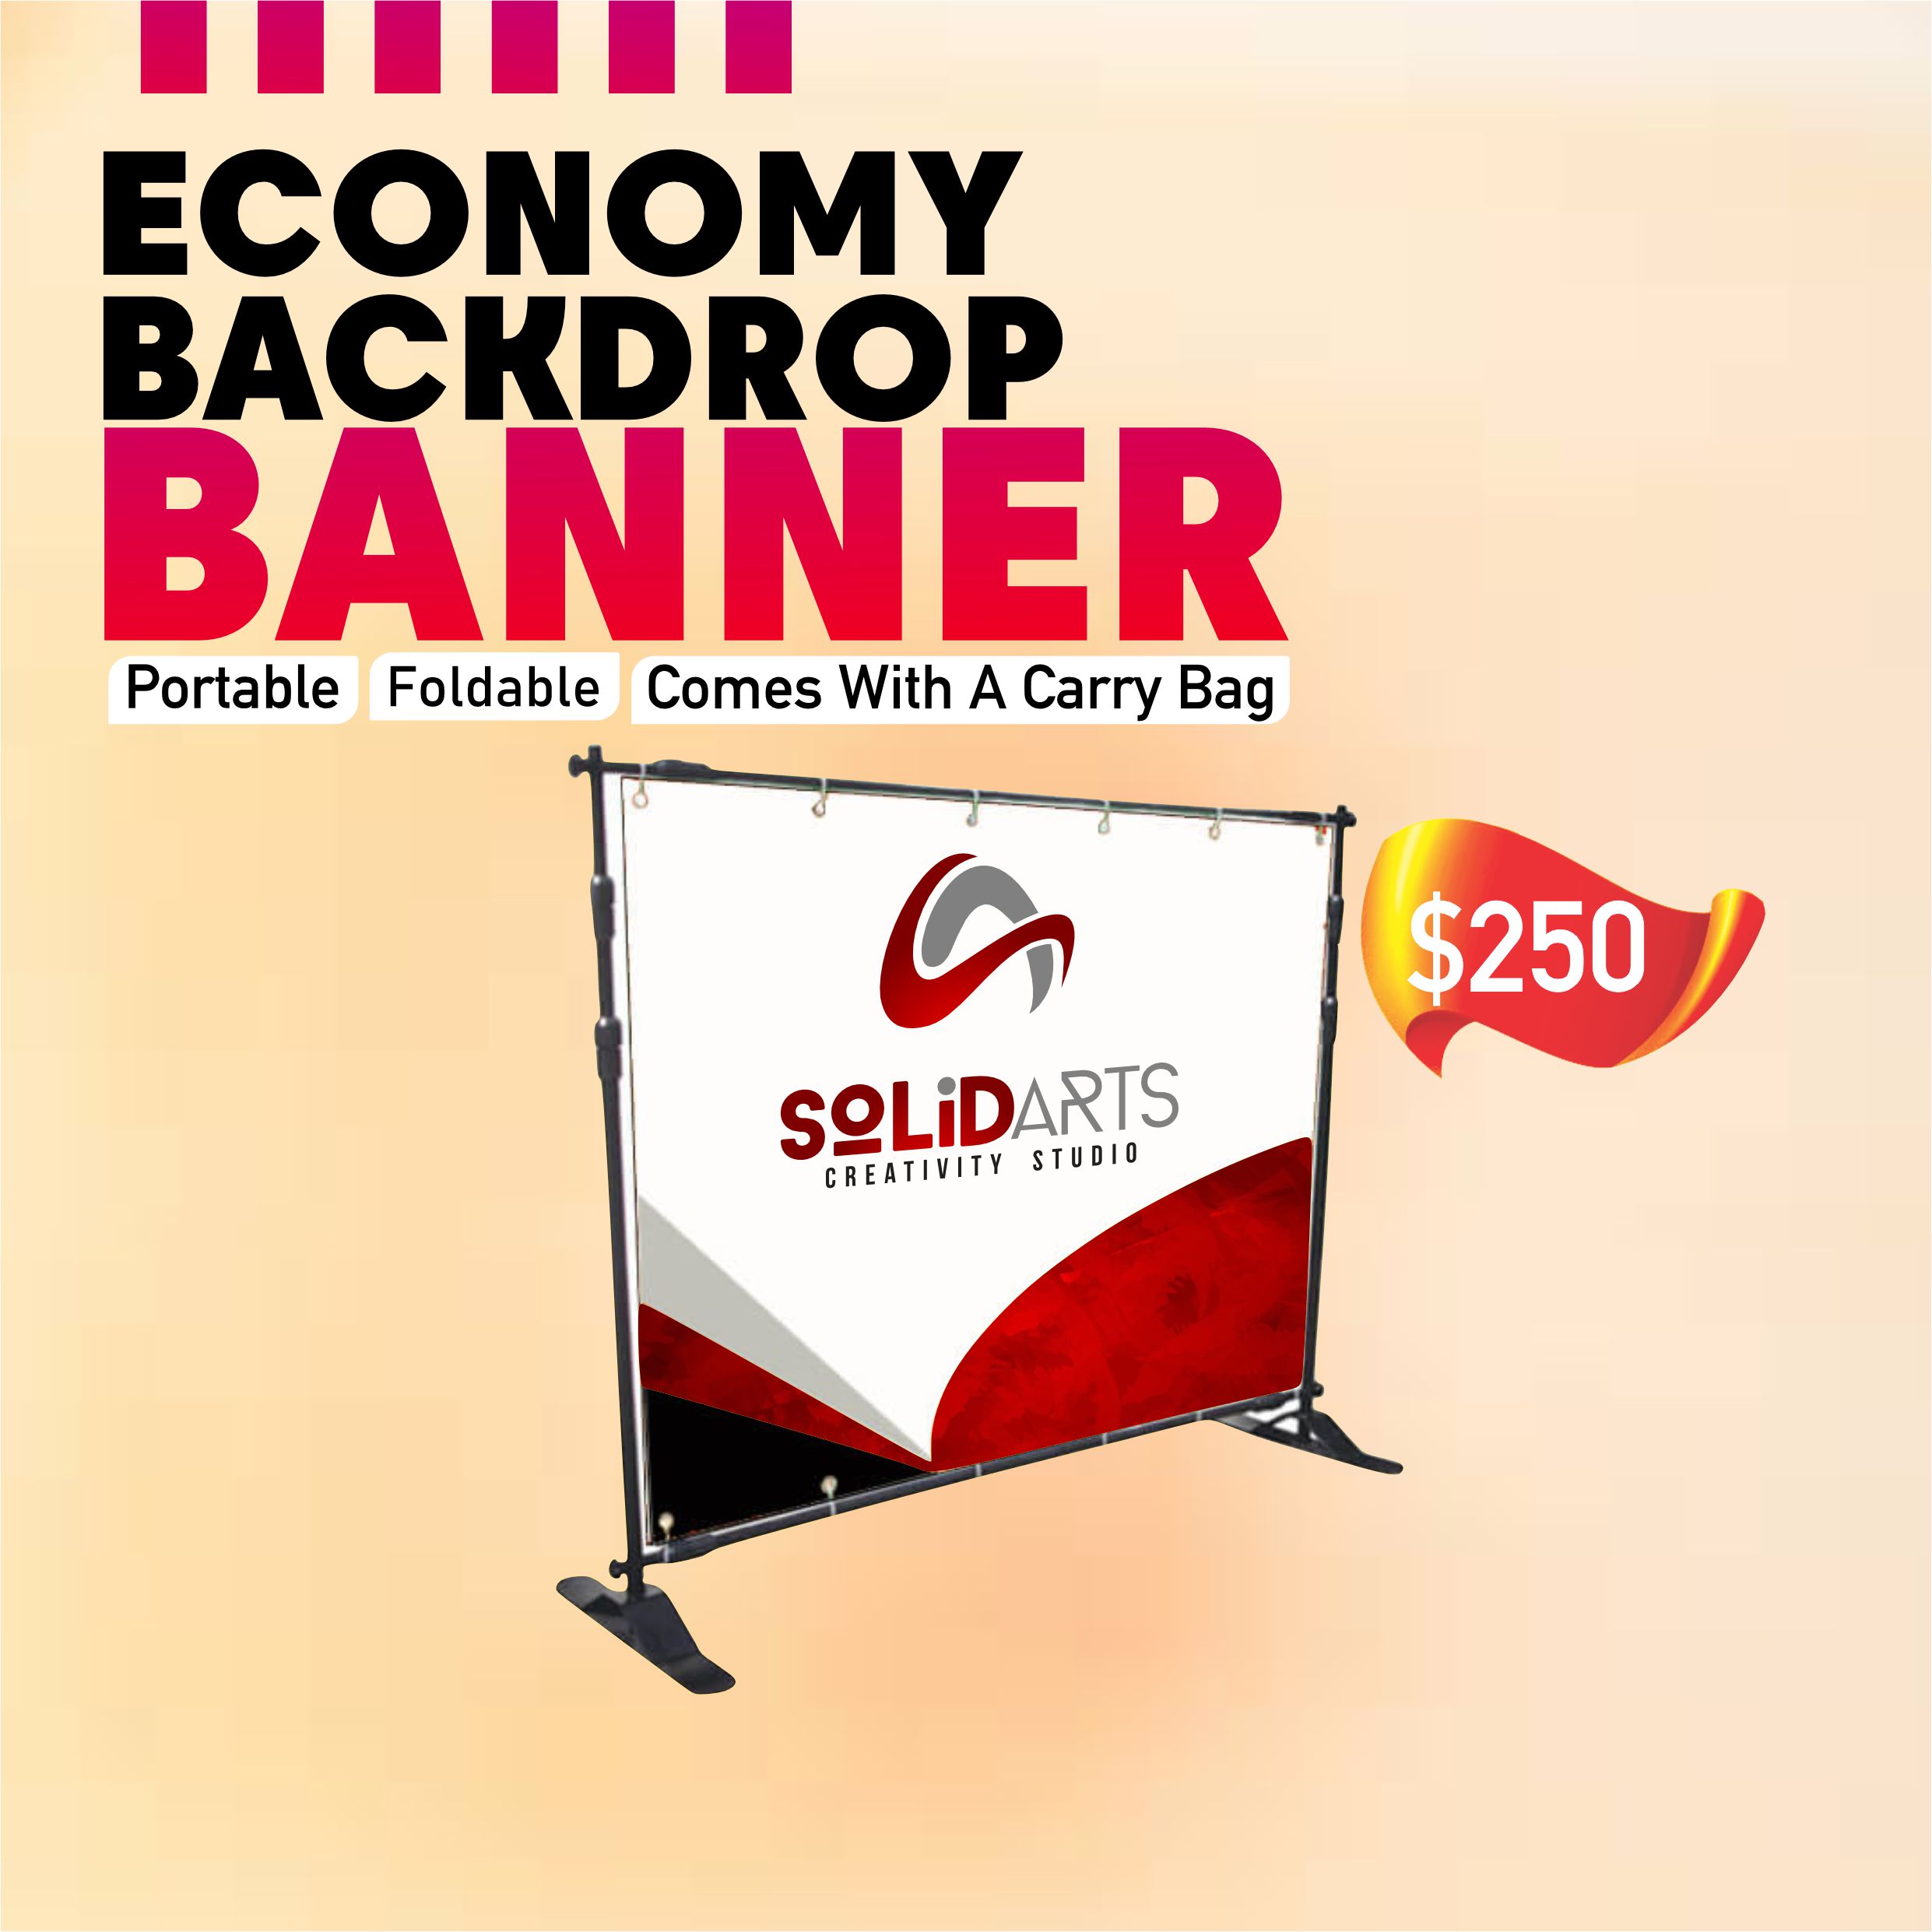 ECONOMY
BACKDROP
BANNER
Portable Foldable Comes With A Carry Bag
$250
SOLiDARTS
CREATIVITY STUDIO